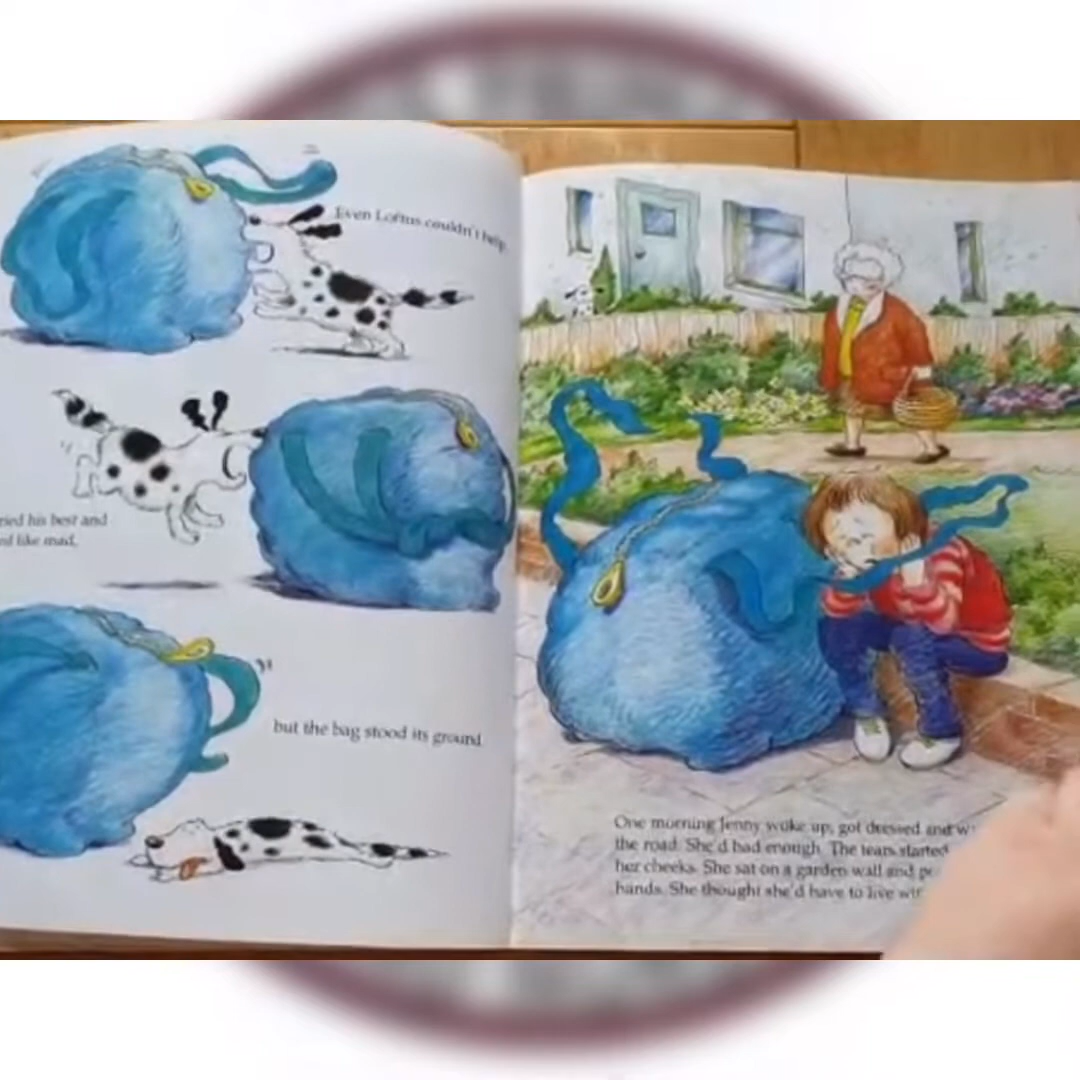 Even Loftus couldn't help,
ried his best and
ed like mad,
but the bag stood its ground
One morning Jenny woke up, got dressed and w
the road. She'd had enough. The tears started
her cheeks. She sat on a garden wall and
hands. She thought she'd have to live